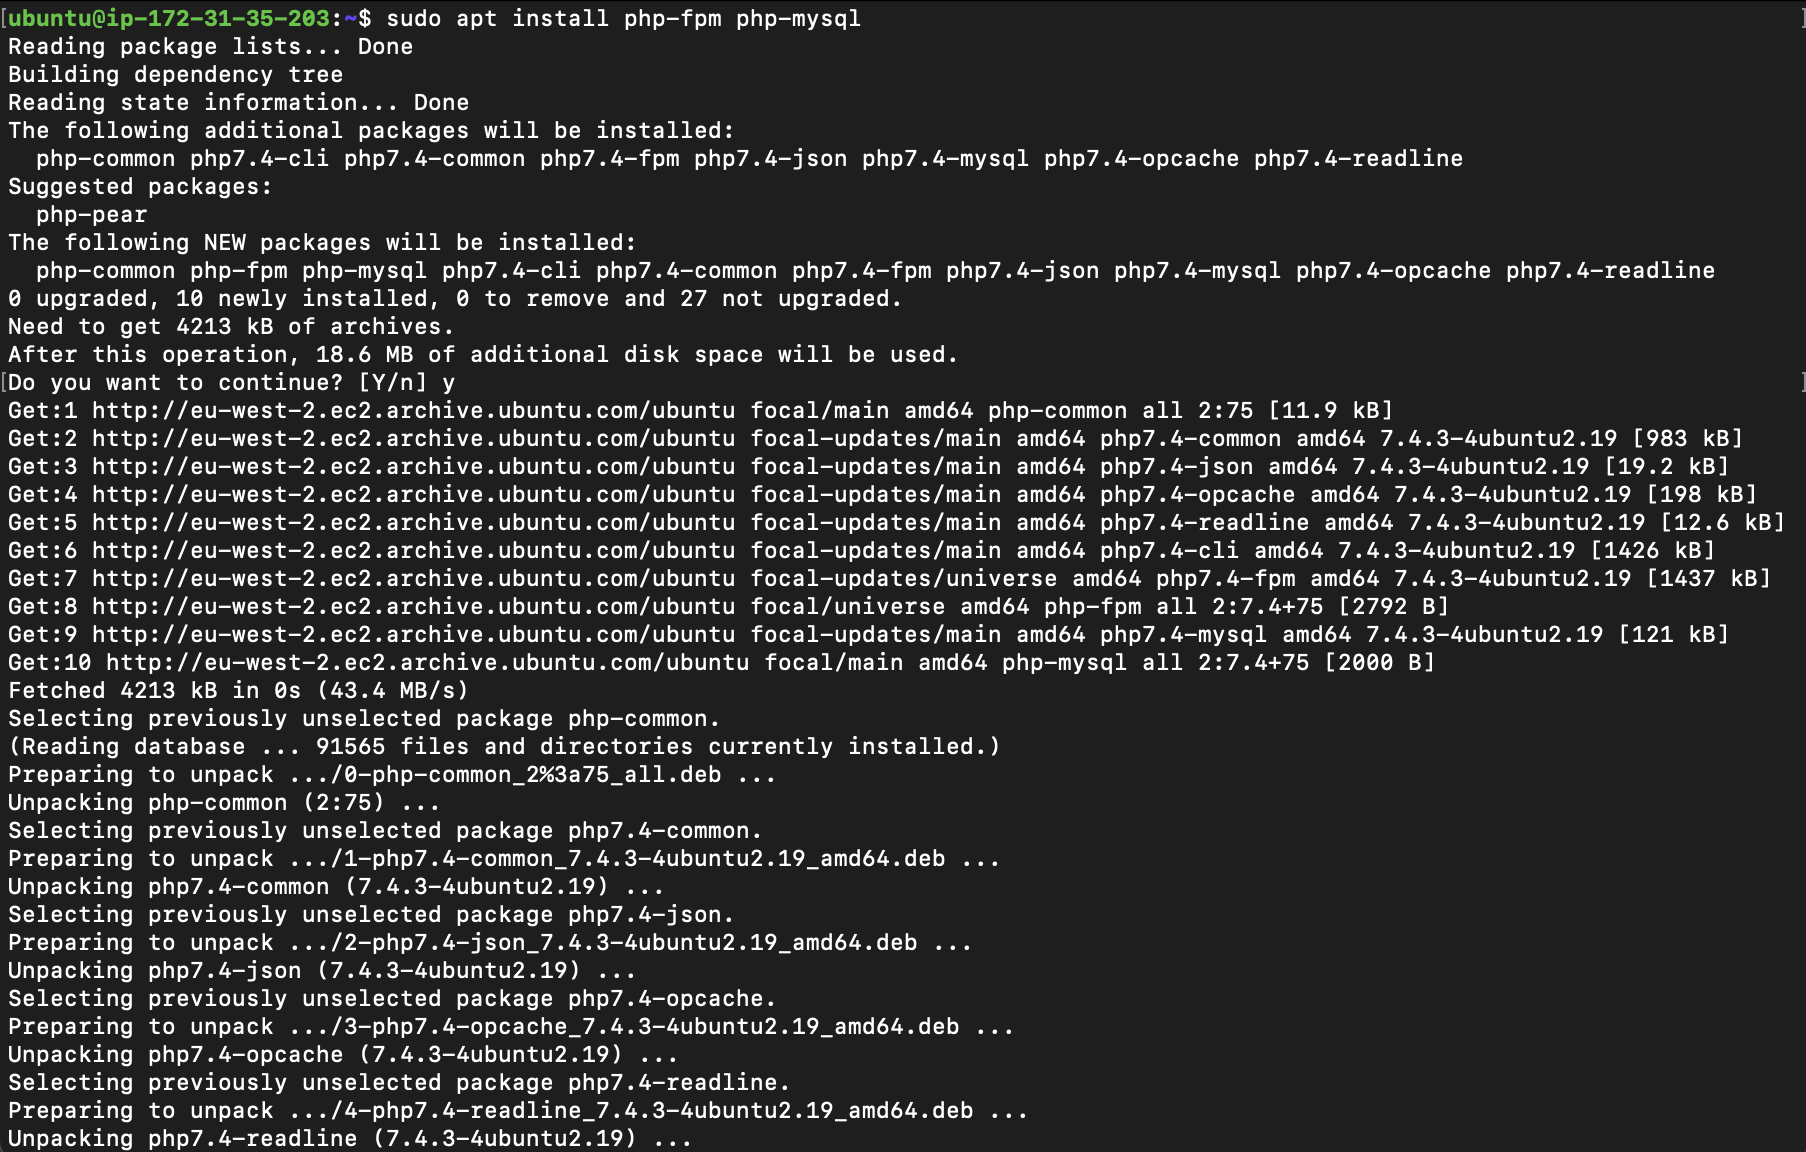 [ubuntu@ip-172-31-35-203:~$ sudo apt install php-fpm php-mysql ]
Reading package lists... Done
Building dependency tree
Reading state information... Done
The following additional packages will be installed:
  php-common php7.4-cli php7.4-common php7.4-fpm php7.4-json php7.4-mysql php7.4-opcache php7.4-readline
Suggested packages:
  php-pear
The following NEW packages will be installed:
  php-common php-fpm php-mysql php7.4-cli php7.4-common php7.4-fpm php7.4-json php7.4-mysql php7.4-opcache php7.4-readline
0 upgraded, 10 newly installed, 0 to remove and 27 not upgraded.
Need to get 4213 kB of archives.
After this operation, 18.6 MB of additional disk space will be used.
[Do you want to continue? [Y/n] y ]
Get:1 http://eu-west-2.ec2.archive.ubuntu.com/ubuntu focal/main amd64 php-common all 2:75 [11.9 kB]
Get:2 http://eu-west-2.ec2.archive.ubuntu.com/ubuntu focal-updates/main amd64 php7.4-common amd64 7.4.3-4ubuntu2.19 [983 kB]
Get:3 http://eu-west-2.ec2.archive.ubuntu.com/ubuntu focal-updates/main amd64 php7.4-json amd64 7.4.3-4ubuntu2.19 [19.2 kB]
Get:4 http://eu-west-2.ec2.archive.ubuntu.com/ubuntu focal-updates/main amd64 php7.4-opcache amd64 7.4.3-4ubuntu2.19 [198 kB]
Get:5 http://eu-west-2.ec2.archive.ubuntu.com/ubuntu focal-updates/main amd64 php7.4-readline amd64 7.4.3-4ubuntu2.19 [12.6 kB]
Get:6 http://eu-west-2.ec2.archive.ubuntu.com/ubuntu focal-updates/main amd64 php7.4-cli amd64 7.4.3-4ubuntu2.19 [1426 kB]
Get:7 http://eu-west-2.ec2.archive.ubuntu.com/ubuntu focal-updates/universe amd64 php7.4-fpm amd64 7.4.3-4ubuntu2.19 [1437 kB]
Get:8 http://eu-west-2.ec2.archive.ubuntu.com/ubuntu focal/universe amd64 php-fpm all 2:7.4+75 [2792 B]
Get:9 http://eu-west-2.ec2.archive.ubuntu.com/ubuntu focal-updates/main amd64 php7.4-mysql amd64 7.4.3-4ubuntu2.19 [121 kB]
Get:10 http://eu-west-2.ec2.archive.ubuntu.com/ubuntu focal/main amd64 php-mysql all 2:7.4+75 [2000 B]
Fetched 4213 kB in 0s (43.4 MB/s)
Selecting previously unselected package php-common.
(Reading database ... 91565 files and directories currently installed.)
Preparing to unpack .../0-php-common_2%3a75_all.deb ...
Unpacking php-common (2:75) ...
Selecting previously unselected package php7.4-common.
Preparing to unpack .../1-php7.4-common_7.4.3-4ubuntu2.19_amd64.deb ...
Unpacking php7.4-common (7.4.3-4ubuntu2.19) ...
Selecting previously unselected package php7.4-json.
Preparing to unpack .../2-php7.4-json_7.4.3-4ubuntu2.19_amd64.deb ...
Unpacking php7.4-json (7.4.3-4ubuntu2.19) ...
Selecting previously unselected package php7.4-opcache.
Preparing to unpack .../3-php7.4-opcache_7.4.3-4ubuntu2.19_amd64.deb ...
Unpacking php7.4-opcache (7.4.3-4ubuntu2.19) ...
Selecting previously unselected package php7.4-readline.
Preparing to unpack .../4-php7.4-readline_7.4.3-4ubuntu2.19_amd64.deb ...
Unpacking php7.4-readline (7.4.3-4ubuntu2.19) ...